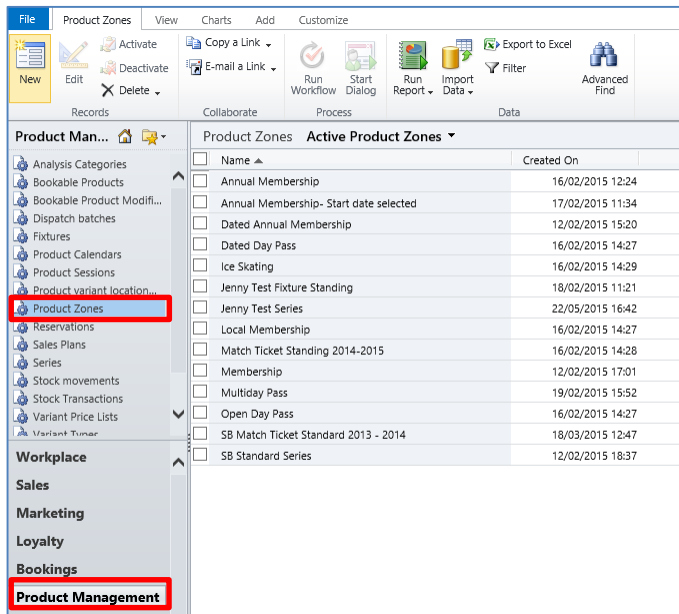 File Product Zones View Charts Add Customize
New
Edit
Activate
Deactivate
Delete
Records
Copy a Link
E-mail a Link
Collaborate
Run Workflow
Start Dialog
Process
Run Report
Import Data
Export to Excel
Filter
Advanced Find
Data
Product Man...
Analysis Categories
Bookable Products
Bookable Product Modifi...
Dispatch batches
Fixtures
Product Calendars
Product Sessions
Product variant location...
Product Zones
Reservations
Sales Plans
Series
Stock movements
Stock Transactions
Variant Price Lists
Variant Types
Workplace
Sales
Marketing
Loyalty
Bookings
Product Management
Product Zones Active Product Zones
Name Created On
Annual Membership 16/02/2015 12:24
Annual Membership- Start date selected 17/02/2015 11:34
Dated Annual Membership 12/02/2015 15:20
Dated Day Pass 16/02/2015 14:27
Ice Skating 16/02/2015 14:29
Jenny Test Fixture Standing 18/02/2015 11:21
Jenny Test Series 22/05/2015 16:42
Local Membership 16/02/2015 14:27
Match Ticket Standing 2014-2015 16/02/2015 14:28
Membership 12/02/2015 17:01
Multiday Pass 19/02/2015 15:52
Open Day Pass 16/02/2015 14:27
SB Match Ticket Standard 2013 - 2014 18/03/2015 12:47
SB Standard Series 12/02/2015 18:37